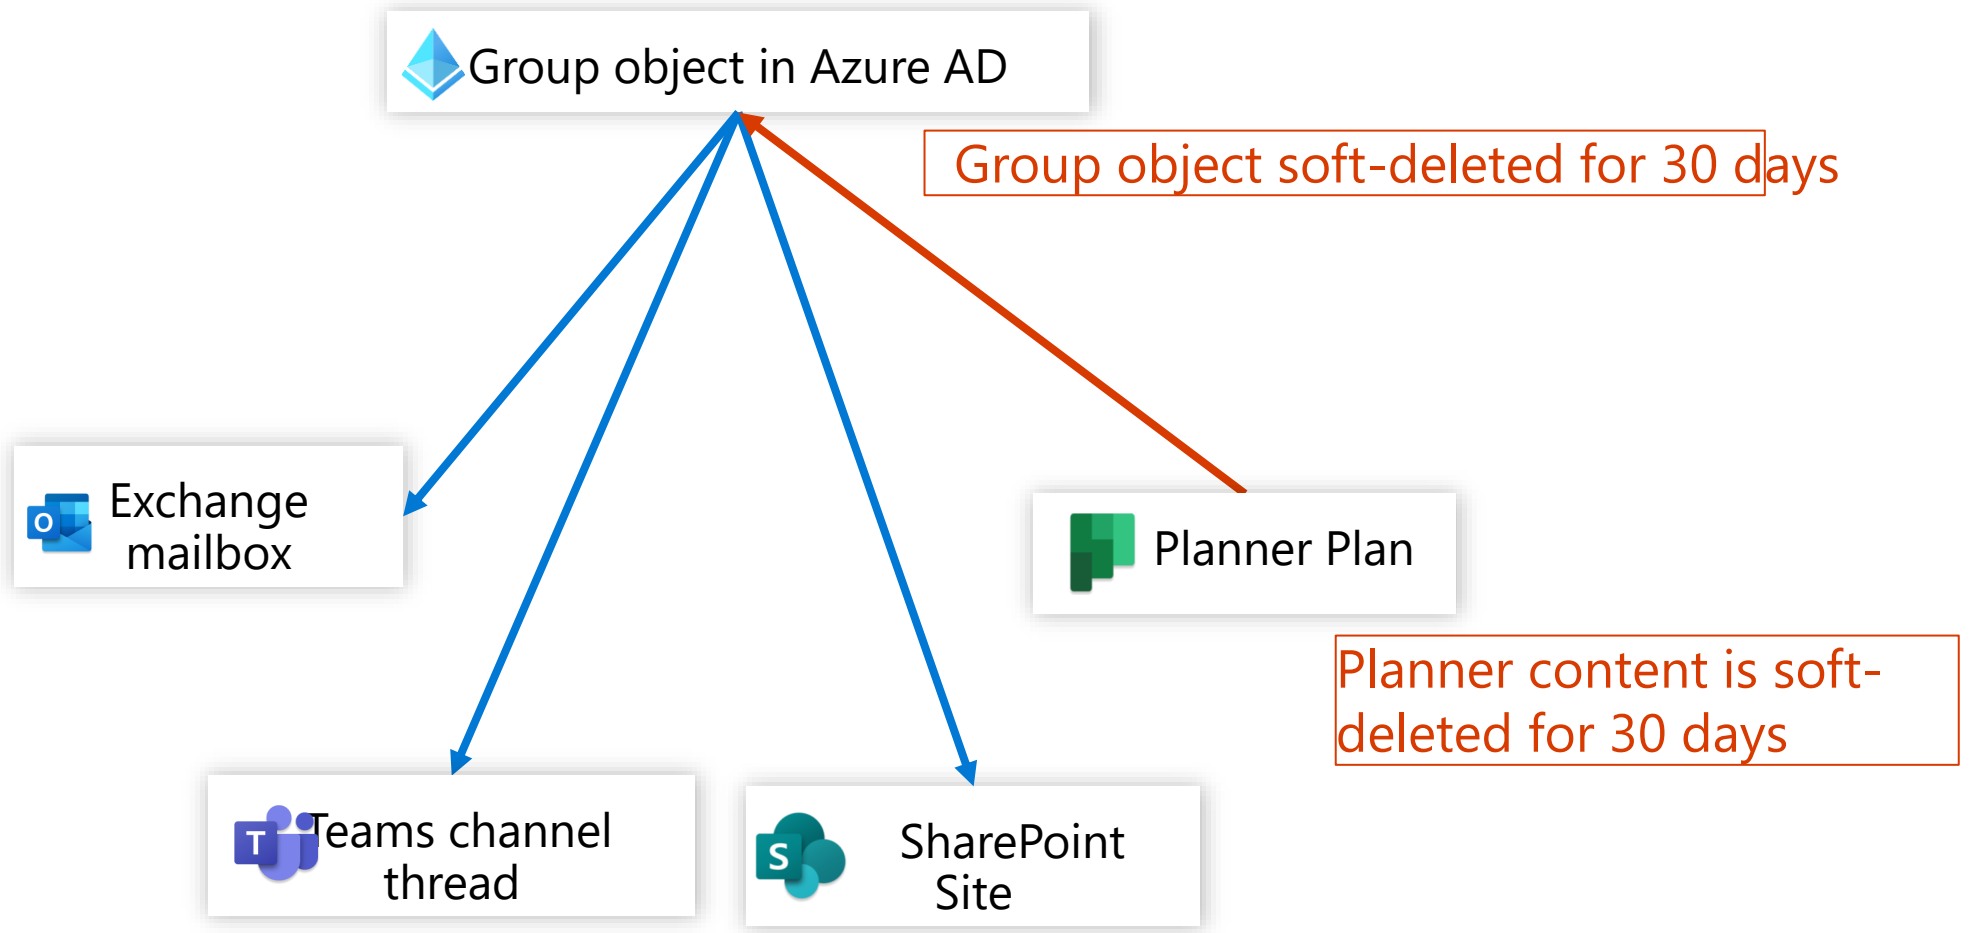 Group object in Azure AD
Group object soft-deleted for 30 days
Exchange
mailbox
O
Planner Plan
Planner content is soft-
deleted for 30 days
T
Teams channel
thread
S
SharePoint
Site